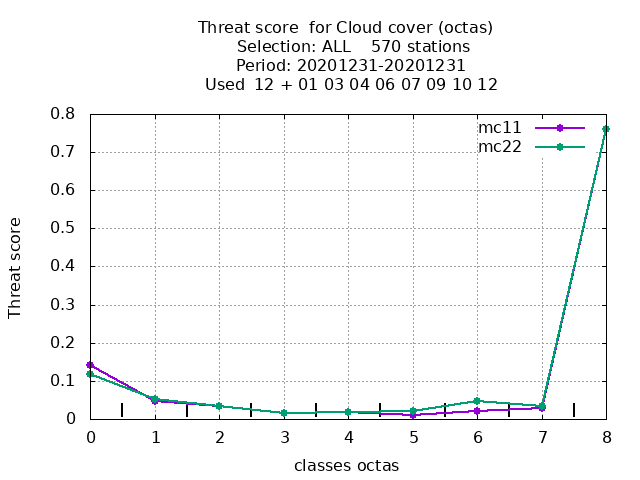 Threat score  for Cloud cover (octas)
Selection: ALL    570 stations
Period: 20201231-20201231
Used  12 + 01 03 04 06 07 09 10 12
mc11
mc22
0.8
0.7
0.6
0.5
0.4
0.3
0.2
0.1
0
Threat score
0 1 2 3 4 5 6 7 8
classes octas